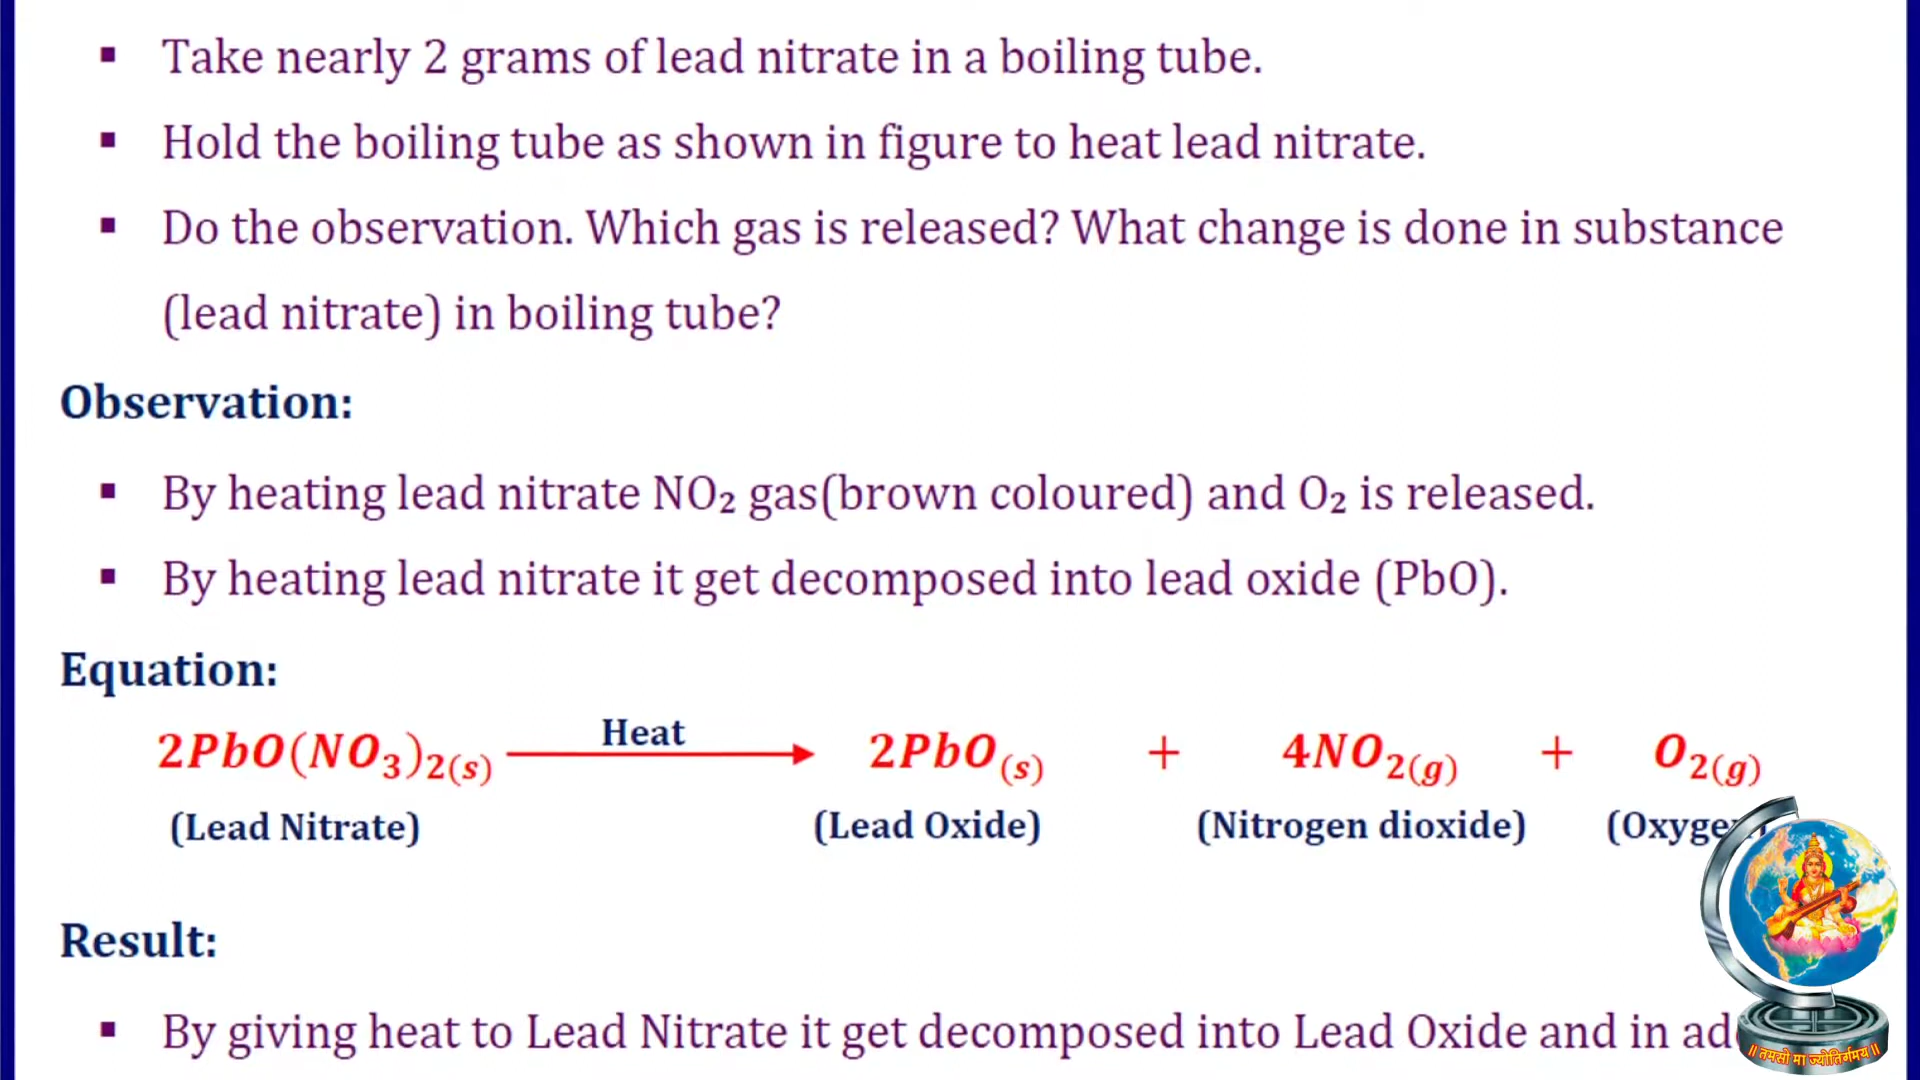 ▪ Take nearly 2 grams of lead nitrate in a boiling tube.
▪ Hold the boiling tube as shown in figure to heat lead nitrate.
▪ Do the observation. Which gas is released? What change is done in substance
(lead nitrate) in boiling tube?
Observation:
▪ By heating lead nitrate NO₂ gas(brown coloured) and O₂ is released.
▪ By heating lead nitrate it get decomposed into lead oxide (PbO).
Equation:
Heat
2PbO(NO₃)₂(s) → 2PbO(s) + 4NO₂(g) + O₂(g)
(Lead Nitrate) (Lead Oxide) (Nitrogen dioxide) (Oxygen)
Result:
▪ By giving heat to Lead Nitrate it get decomposed into Lead Oxide and in
॥ तमसो मा ज्योतिर्गमय ॥